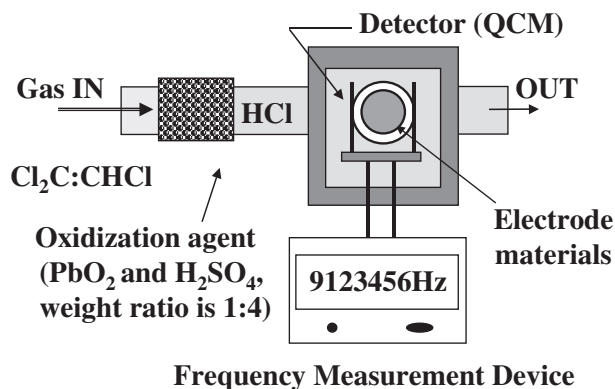 Detector (QCM)
Gas IN
OUT
HCl
Cl₂C:CHCl
Oxidization agent
(PbO₂ and H₂SO₄,
weight ratio is 1:4)
Electrode
materials
9123456Hz
Frequency Measurement Device